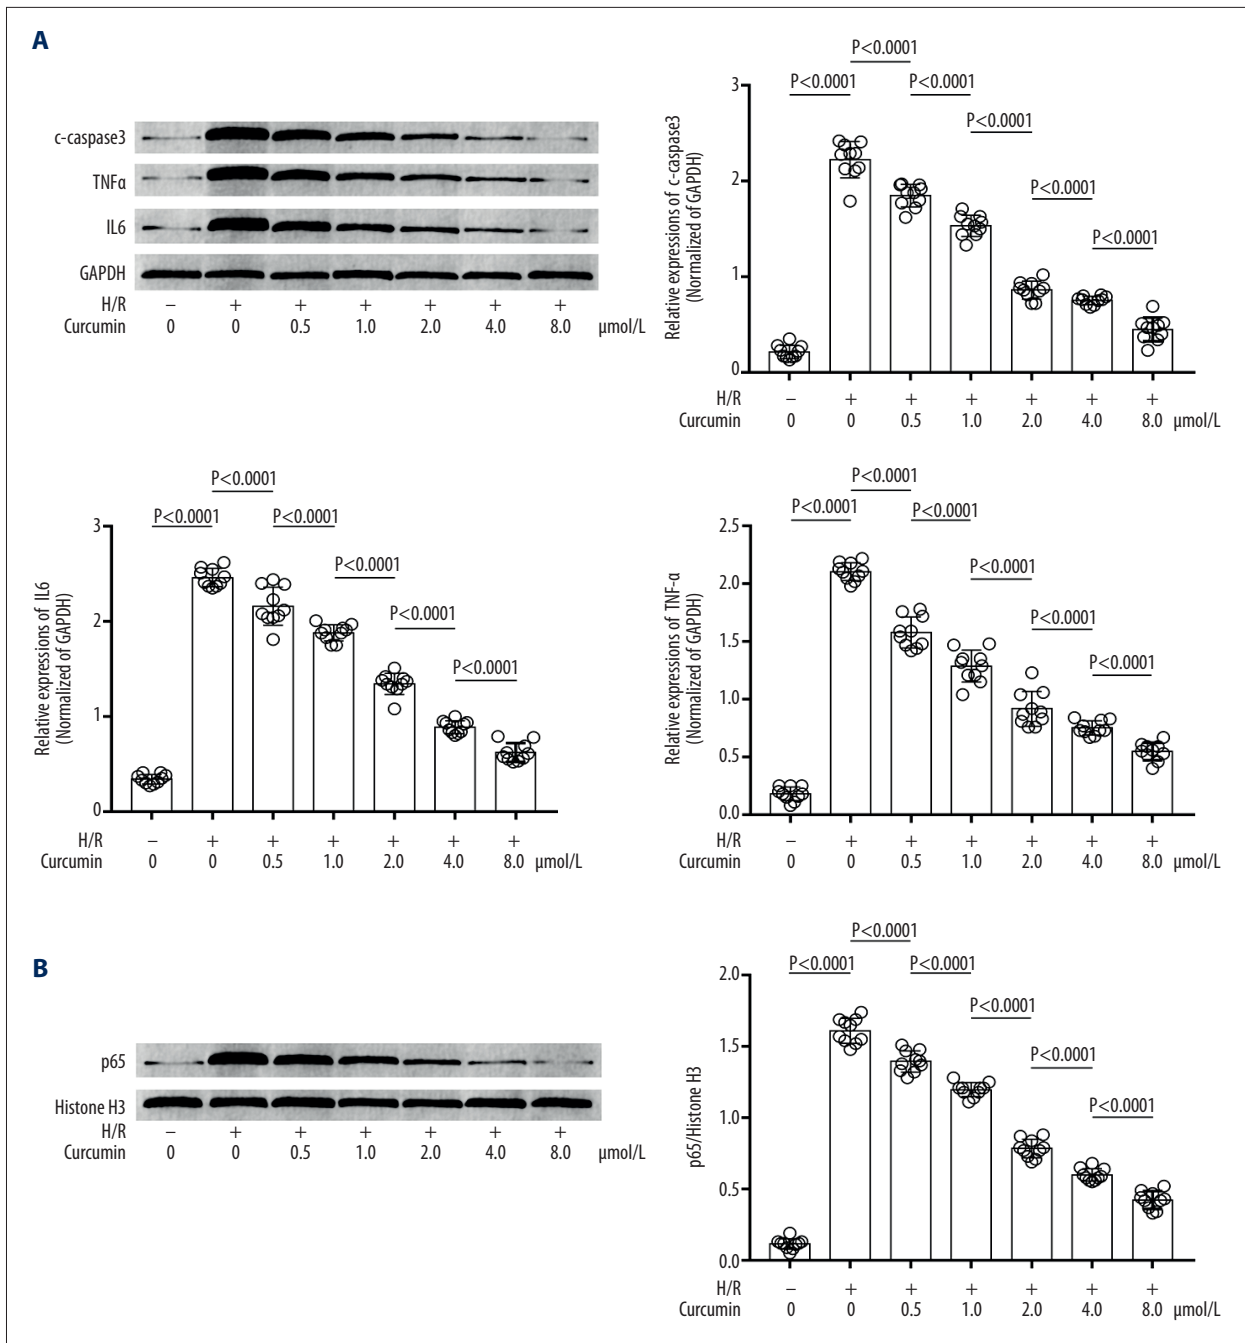 A
c-caspase3
TNFα
IL6
GAPDH
H/R − + + + + + +
Curcumin 0 0 0.5 1.0 2.0 4.0 8.0 μmol/L
P<0.0001
P<0.0001 P<0.0001
P<0.0001
P<0.0001
P<0.0001
Relative expressions of c-caspase3
(Normalized of GAPDH)
3
2
1
0
H/R − + + + + + +
Curcumin 0 0 0.5 1.0 2.0 4.0 8.0 μmol/L
P<0.0001
P<0.0001 P<0.0001
P<0.0001
P<0.0001
P<0.0001
Relative expressions of IL6
(Normalized of GAPDH)
3
2
1
0
H/R − + + + + + +
Curcumin 0 0 0.5 1.0 2.0 4.0 8.0 μmol/L
P<0.0001
P<0.0001 P<0.0001
P<0.0001
P<0.0001
P<0.0001
Relative expressions of TNF-α
(Normalized of GAPDH)
2.5
2.0
1.5
1.0
0.5
0.0
H/R − + + + + + +
Curcumin 0 0 0.5 1.0 2.0 4.0 8.0 μmol/L
B
p65
Histone H3
H/R − + + + + + +
Curcumin 0 0 0.5 1.0 2.0 4.0 8.0 μmol/L
P<0.0001
P<0.0001 P<0.0001
P<0.0001
P<0.0001
P<0.0001
p65/Histone H3
2.0
1.5
1.0
0.5
0.0
H/R − + + + + + +
Curcumin 0 0 0.5 1.0 2.0 4.0 8.0 μmol/L